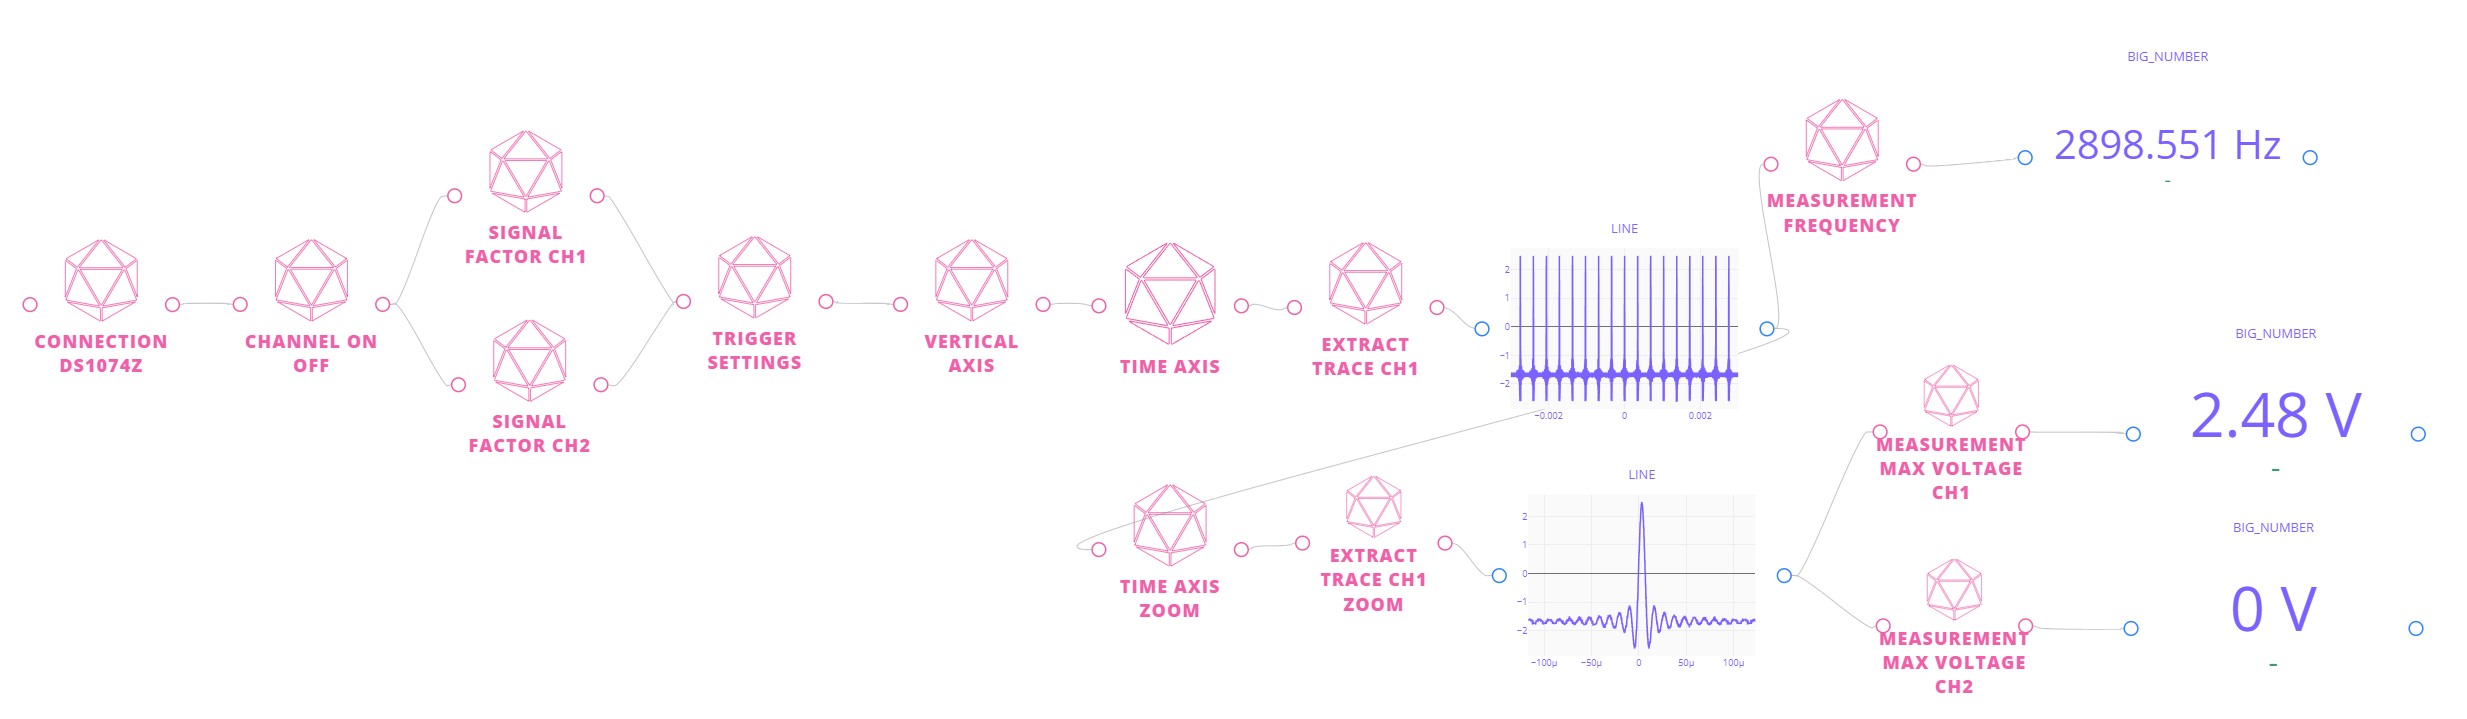 CONNECTION
DS1074Z
CHANNEL ON
OFF
SIGNAL
FACTOR CH1
SIGNAL
FACTOR CH2
TRIGGER
SETTINGS
VERTICAL
AXIS
TIME AXIS
EXTRACT
TRACE CH1
LINE
2
1
0
−1
−2
−0.002
0
0.002
MEASUREMENT
FREQUENCY
BIG_NUMBER
2898.551 Hz
-
TIME AXIS
ZOOM
EXTRACT
TRACE CH1
ZOOM
LINE
2
1
0
−1
−2
−100μ
−50μ
0
50μ
100μ
MEASUREMENT
MAX VOLTAGE
CH1
BIG_NUMBER
2.48 V
-
MEASUREMENT
MAX VOLTAGE
CH2
BIG_NUMBER
0 V
-